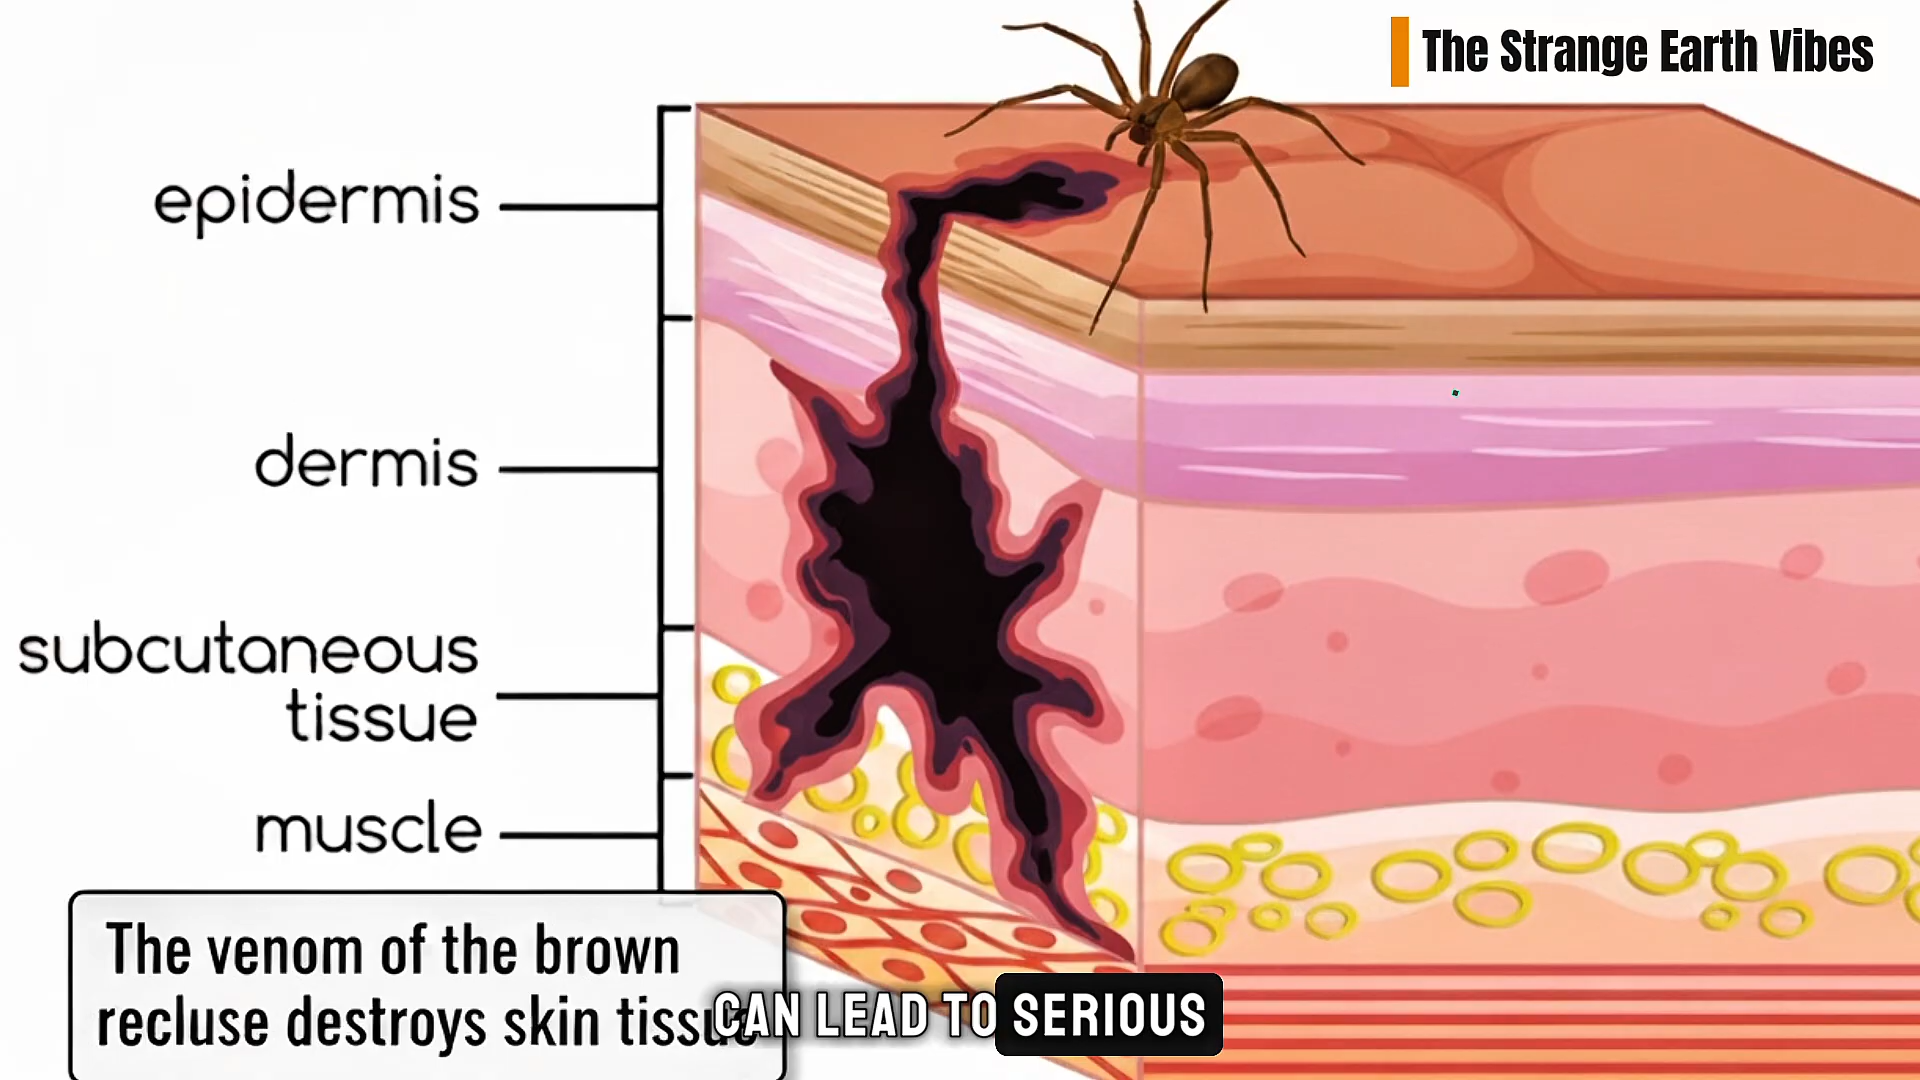 The Strange Earth Vibes
epidermis
dermis
subcutaneous
tissue
muscle
The venom of the brown
recluse destroys skin tissue
CAN LEAD TO SERIOUS